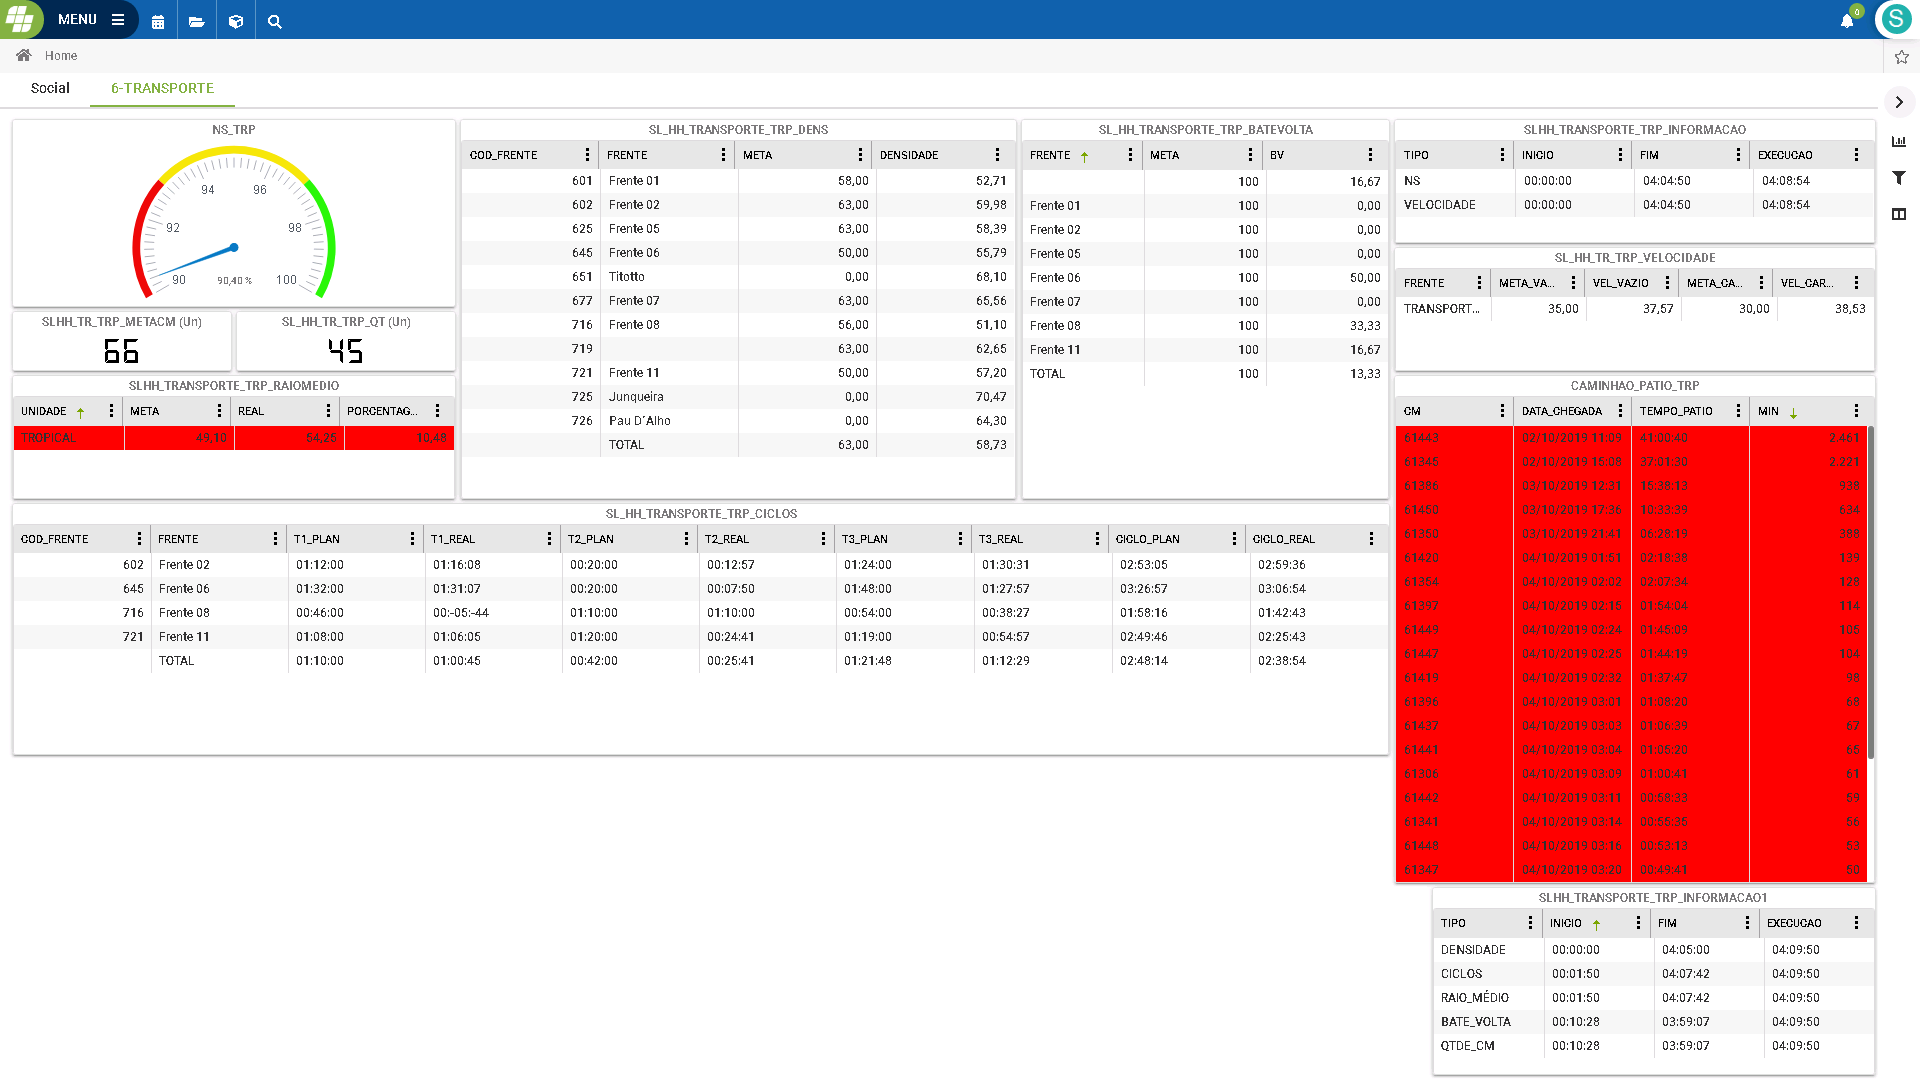 MENU
0
S
Home
Social 6-TRANSPORTE
NS_TRP
90 92 94 96 98 100
90,40 %
SLHH_TR_TRP_METACM (Un)
66
SLHH_TR_TRP_QT (Un)
45
SLHH_TRANSPORTE_TRP_RAIOMEDIO
UNIDADE META REAL PORCENTAG...
TROPICAL 49,10 54,25 10,48
SL_HH_TRANSPORTE_TRP_DENS
COD_FRENTE FRENTE META DENSIDADE
601 Frente 01 58,00 52,71
602 Frente 02 63,00 59,98
625 Frente 05 63,00 58,39
645 Frente 06 50,00 55,79
651 Titotto 0,00 68,10
677 Frente 07 63,00 65,56
716 Frente 08 56,00 51,10
719 63,00 62,65
721 Frente 11 50,00 57,20
725 Junqueira 0,00 70,47
726 Pau D´Alho 0,00 64,30
TOTAL 63,00 58,73
SL_HH_TRANSPORTE_TRP_BATEVOLTA
FRENTE META BV
100 16,67
Frente 01 100 0,00
Frente 02 100 0,00
Frente 05 100 0,00
Frente 06 100 50,00
Frente 07 100 0,00
Frente 08 100 33,33
Frente 11 100 16,67
TOTAL 100 13,33
SLHH_TRANSPORTE_TRP_INFORMACAO
TIPO INICIO FIM EXECUCAO
NS 00:00:00 04:04:50 04:08:54
VELOCIDADE 00:00:00 04:04:50 04:08:54
SL_HH_TR_TRP_VELOCIDADE
FRENTE META_VA... VEL_VAZIO META_CA... VEL_CAR...
TRANSPORT... 35,00 37,57 30,00 38,53
SL_HH_TRANSPORTE_TRP_CICLOS
COD_FRENTE FRENTE T1_PLAN T1_REAL T2_PLAN T2_REAL T3_PLAN T3_REAL CICLO_PLAN CICLO_REAL
602 Frente 02 01:12:00 01:16:08 00:20:00 00:12:57 01:24:00 01:30:31 02:53:05 02:59:36
645 Frente 06 01:32:00 01:31:07 00:20:00 00:07:50 01:48:00 01:27:57 03:26:57 03:06:54
716 Frente 08 00:46:00 00:-05:-44 01:10:00 01:10:00 00:54:00 00:38:27 01:58:16 01:42:43
721 Frente 11 01:08:00 01:06:05 01:20:00 00:24:41 01:19:00 00:54:57 02:49:46 02:25:43
TOTAL 01:10:00 01:00:45 00:42:00 00:25:41 01:21:48 01:12:29 02:48:14 02:38:54
CAMINHAO_PATIO_TRP
CM DATA_CHEGADA TEMPO_PATIO MIN
61443 02/10/2019 11:09 41:00:40 2.461
61345 02/10/2019 15:08 37:01:30 2.221
61386 03/10/2019 12:31 15:38:13 938
61450 03/10/2019 17:36 10:33:39 634
61350 03/10/2019 21:41 06:28:19 388
61420 04/10/2019 01:51 02:18:38 139
61354 04/10/2019 02:02 02:07:34 128
61397 04/10/2019 02:15 01:54:04 114
61449 04/10/2019 02:24 01:45:09 105
61447 04/10/2019 02:25 01:44:19 104
61419 04/10/2019 02:32 01:37:47 98
61396 04/10/2019 03:01 01:08:20 68
61437 04/10/2019 03:03 01:06:39 67
61441 04/10/2019 03:04 01:05:20 65
61306 04/10/2019 03:09 01:00:41 61
61442 04/10/2019 03:11 00:58:33 59
61341 04/10/2019 03:14 00:55:35 56
61448 04/10/2019 03:16 00:53:13 53
61347 04/10/2019 03:20 00:49:41 50
SLHH_TRANSPORTE_TRP_INFORMACAO1
TIPO INICIO FIM EXECUCAO
DENSIDADE 00:00:00 04:05:00 04:09:50
CICLOS 00:01:50 04:07:42 04:09:50
RAIO_MÉDIO 00:01:50 04:07:42 04:09:50
BATE_VOLTA 00:10:28 03:59:07 04:09:50
QTDE_CM 00:10:28 03:59:07 04:09:50